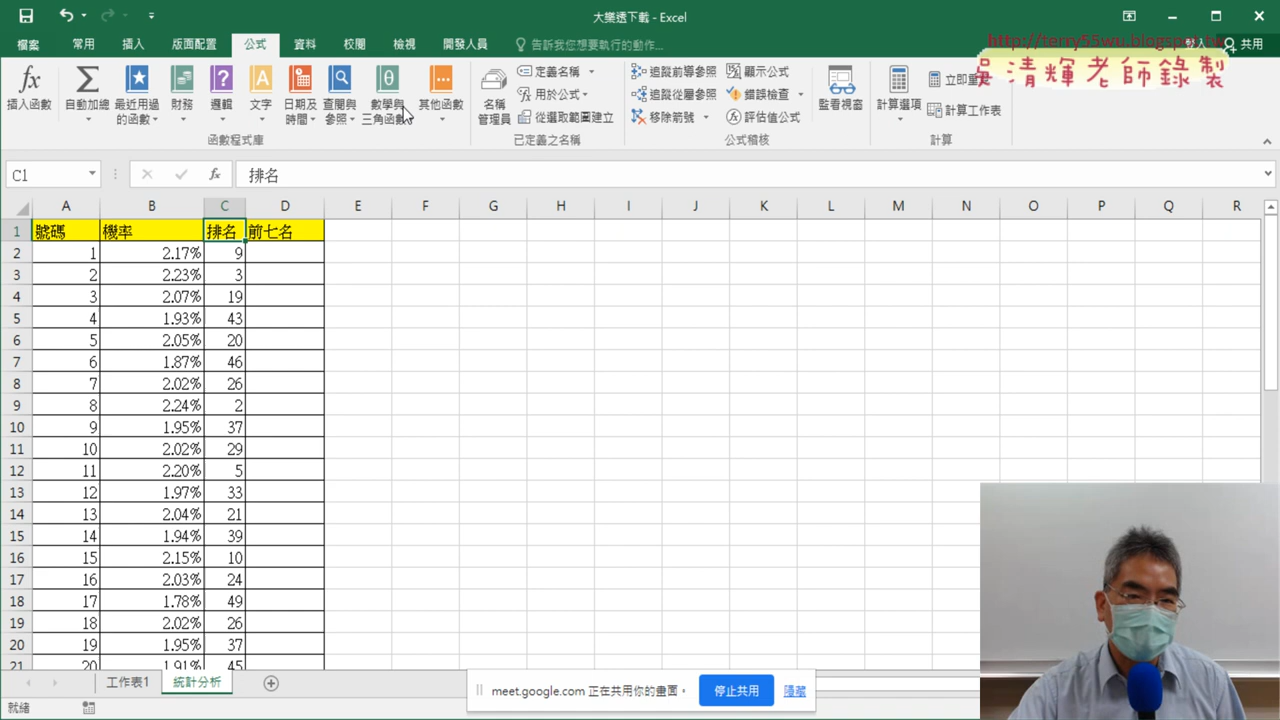 大樂透下載 - Excel
檔案 常用 插入 版面配置 公式 資料 校閱 檢視 開發人員 告訴我您想要執行的動作... 共用
http://terry55wu.blogspot.tw
吳清輝老師錄製
插入函數 自動加總 最近用過的函數 財務 邏輯 文字 日期及時間 查閱與參照 數學與三角函數 其他函數
名稱管理員 定義名稱 用於公式 從選取範圍建立
追蹤前導參照 追蹤從屬參照 移除箭號 顯示公式 錯誤檢查 評估值公式 監看視窗
計算選項 立即重 計算工作表
函數程式庫 已定義之名稱 公式稽核 計算
C1 fx 排名
A B C D E F G H I J K L M N O P Q R
1 號碼 機率 排名 前七名
2 1 2.17% 9
3 2 2.23% 3
4 3 2.07% 19
5 4 1.93% 43
6 5 2.05% 20
7 6 1.87% 46
8 7 2.02% 26
9 8 2.24% 2
10 9 1.95% 37
11 10 2.02% 29
12 11 2.20% 5
13 12 1.97% 33
14 13 2.04% 21
15 14 1.94% 39
16 15 2.15% 10
17 16 2.03% 24
18 17 1.78% 49
19 18 2.02% 26
20 19 1.95% 37
21 20 1.91% 45
工作表1 統計分析
meet.google.com 正在共用你的畫面。 停止共用 隱藏
就緒